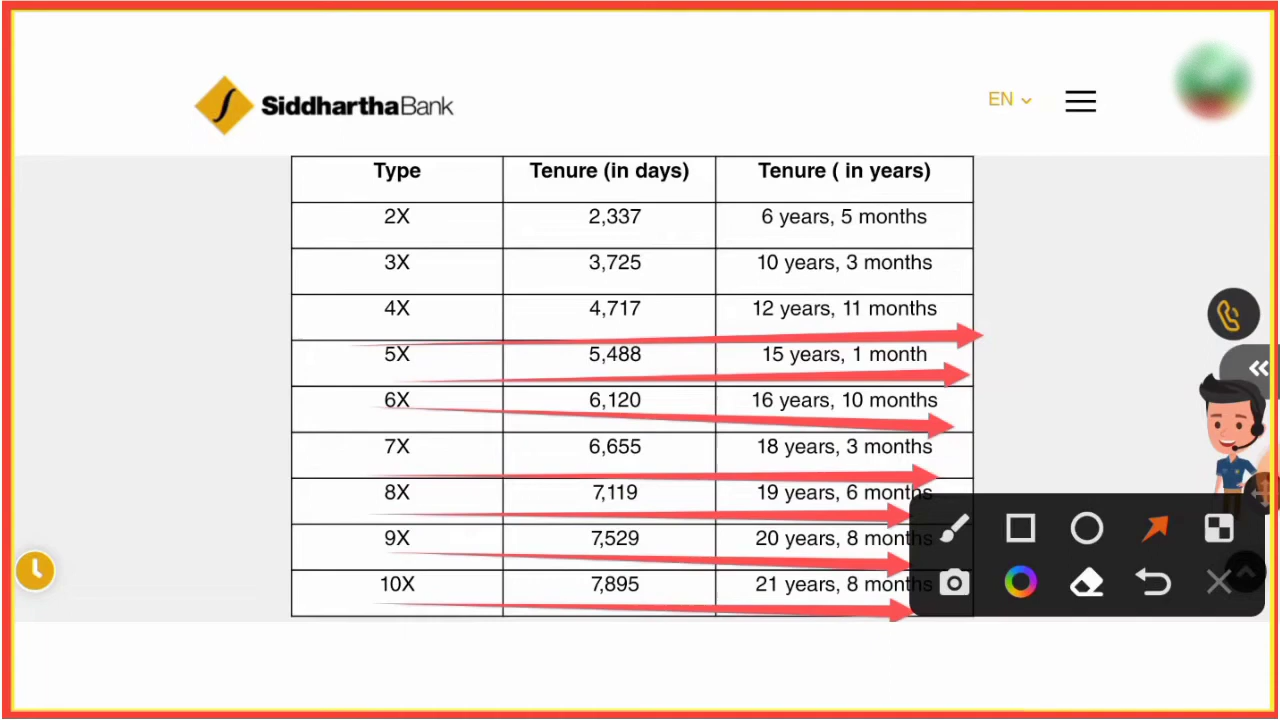 SiddharthaBank
EN
Type Tenure (in days) Tenure ( in years)
2X 2,337 6 years, 5 months
3X 3,725 10 years, 3 months
4X 4,717 12 years, 11 months
5X 5,488 15 years, 1 month
6X 6,120 16 years, 10 months
7X 6,655 18 years, 3 months
8X 7,119 19 years, 6 months
9X 7,529 20 years, 8 months
10X 7,895 21 years, 8 months